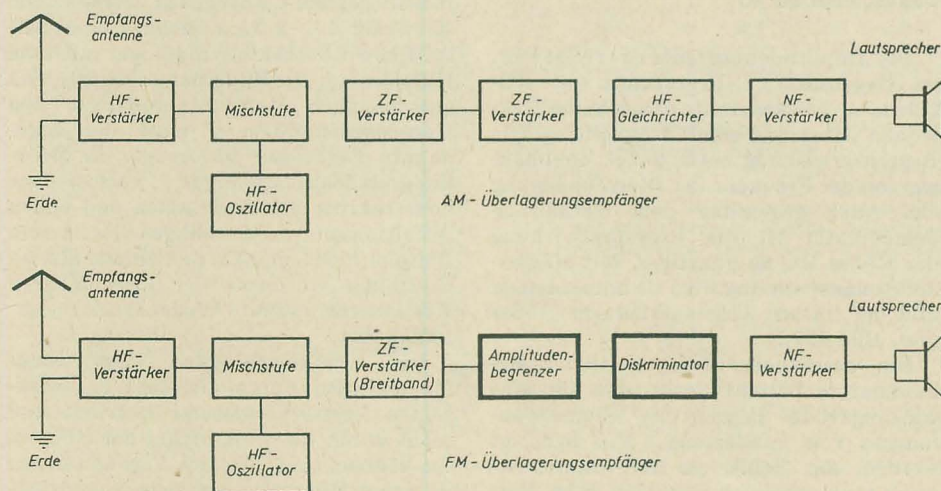 Empfangs-
antenne
Lautsprecher
HF-
Verstärker
Mischstufe
ZF-
Verstärker
ZF-
Verstärker
HF-
Gleichrichter
NF-
Verstärker
Erde
HF-
Oszillator
AM-Überlagerungsempfänger
Empfangs-
antenne
Lautsprecher
HF-
Verstärker
Mischstufe
ZF-
Verstärker
(Breitband)
Amplituden-
begrenzer
Diskriminator
NF-
Verstärker
Erde
HF-
Oszillator
FM-Überlagerungsempfänger